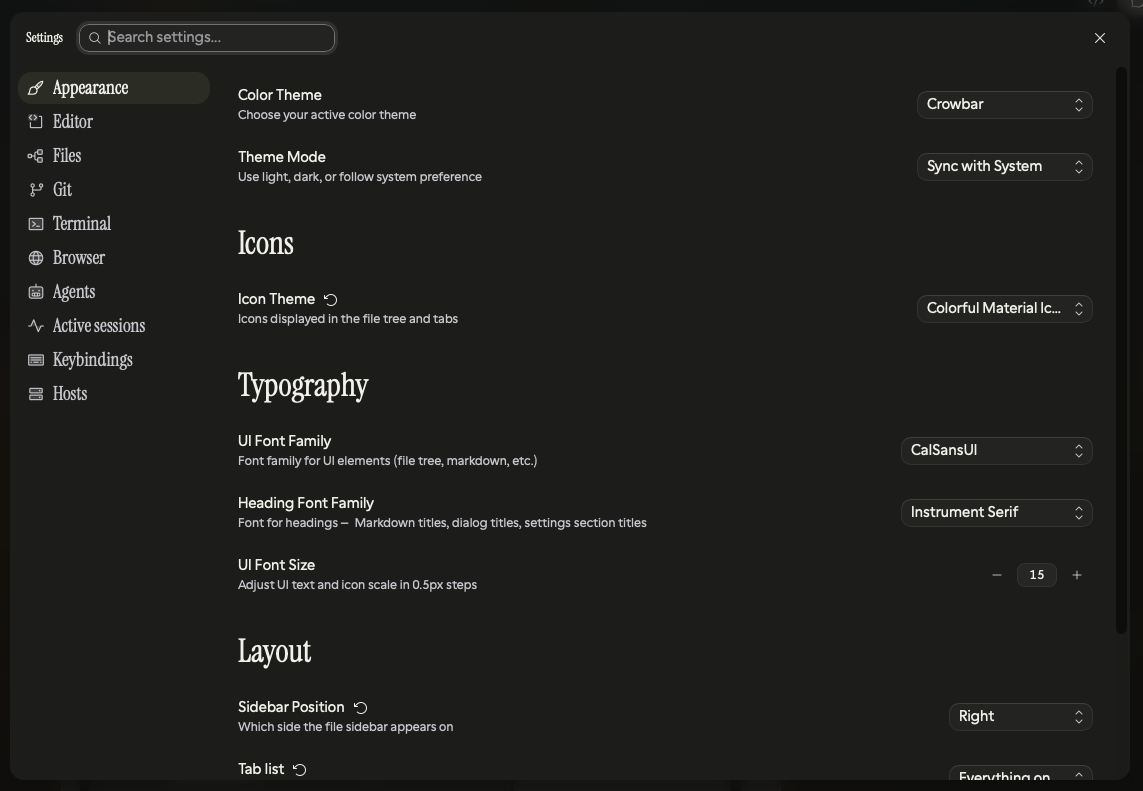 Settings
Search settings...
Appearance
Editor
Files
Git
Terminal
Browser
Agents
Active sessions
Keybindings
Hosts
Color Theme
Choose your active color theme
Crowbar
Theme Mode
Use light, dark, or follow system preference
Sync with System
Icons
Icon Theme
Icons displayed in the file tree and tabs
Colorful Material Ic...
Typography
UI Font Family
Font family for UI elements (file tree, markdown, etc.)
CalSansUI
Heading Font Family
Font for headings – Markdown titles, dialog titles, settings section titles
Instrument Serif
UI Font Size
Adjust UI text and icon scale in 0.5px steps
15
Layout
Sidebar Position
Which side the file sidebar appears on
Right
Tab list
Everything on